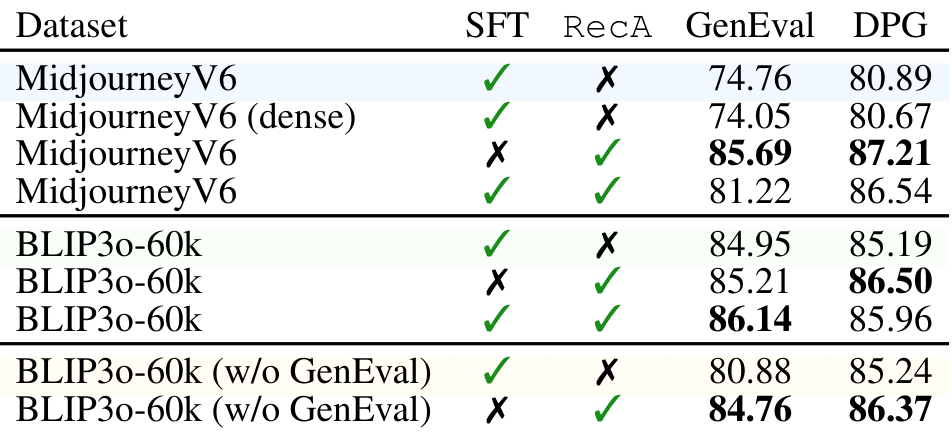 Dataset SFT RecA GenEval DPG
MidjourneyV6 ✓ ✗ 74.76 80.89
MidjourneyV6 (dense) ✓ ✗ 74.05 80.67
MidjourneyV6 ✗ ✓ 85.69 87.21
MidjourneyV6 ✓ ✓ 81.22 86.54
BLIP3o-60k ✓ ✗ 84.95 85.19
BLIP3o-60k ✗ ✓ 85.21 86.50
BLIP3o-60k ✓ ✓ 86.14 85.96
BLIP3o-60k (w/o GenEval) ✓ ✗ 80.88 85.24
BLIP3o-60k (w/o GenEval) ✗ ✓ 84.76 86.37